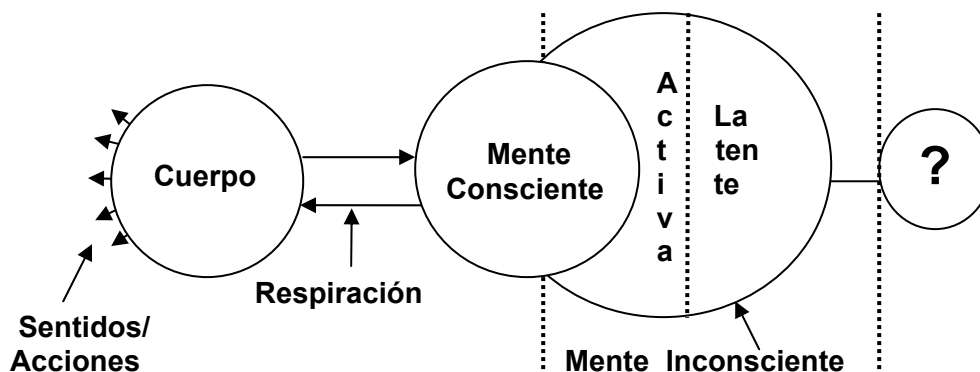 Cuerpo
Mente
Consciente
A
c
t
i
v
a
La
ten
te
?
Respiración
Sentidos/
Acciones
Mente Inconsciente